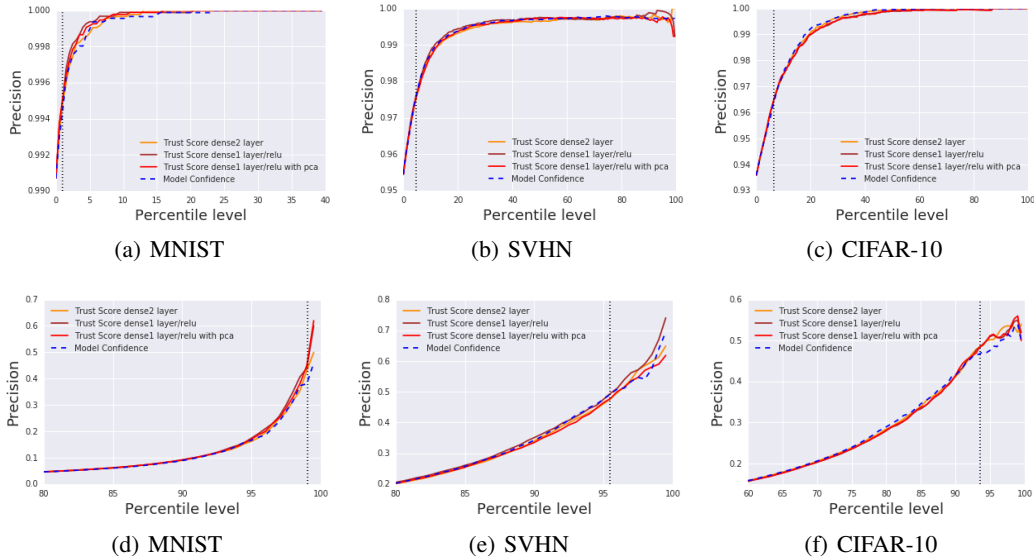 1.000
0.998
0.996
0.994
0.992
0.990
Precision
0 5 10 15 20 25 30 35 40
Percentile level
Trust Score dense2 layer
Trust Score dense1 layer/relu
Trust Score dense1 layer/relu with pca
Model Confidence
(a) MNIST
1.00
0.99
0.98
0.97
0.96
0.95
Precision
0 20 40 60 80 100
Percentile level
Trust Score dense2 layer
Trust Score dense1 layer/relu
Trust Score dense1 layer/relu with pca
Model Confidence
(b) SVHN
1.00
0.99
0.98
0.97
0.96
0.95
0.94
0.93
Precision
0 20 40 60 80 100
Percentile level
Trust Score dense2 layer
Trust Score dense1 layer/relu
Trust Score dense1 layer/relu with pca
Model Confidence
(c) CIFAR-10
0.7
0.6
0.5
0.4
0.3
0.2
0.1
0.0
Precision
80 85 90 95 100
Percentile level
Trust Score dense2 layer
Trust Score dense1 layer/relu
Trust Score dense1 layer/relu with pca
Model Confidence
(d) MNIST
0.8
0.7
0.6
0.5
0.4
0.3
0.2
Precision
80 85 90 95 100
Percentile level
Trust Score dense2 layer
Trust Score dense1 layer/relu
Trust Score dense1 layer/relu with pca
Model Confidence
(e) SVHN
0.6
0.5
0.4
0.3
0.2
Precision
60 65 70 75 80 85 90 95 100
Percentile level
Trust Score dense2 layer
Trust Score dense1 layer/relu
Trust Score dense1 layer/relu with pca
Model Confidence
(f) CIFAR-10